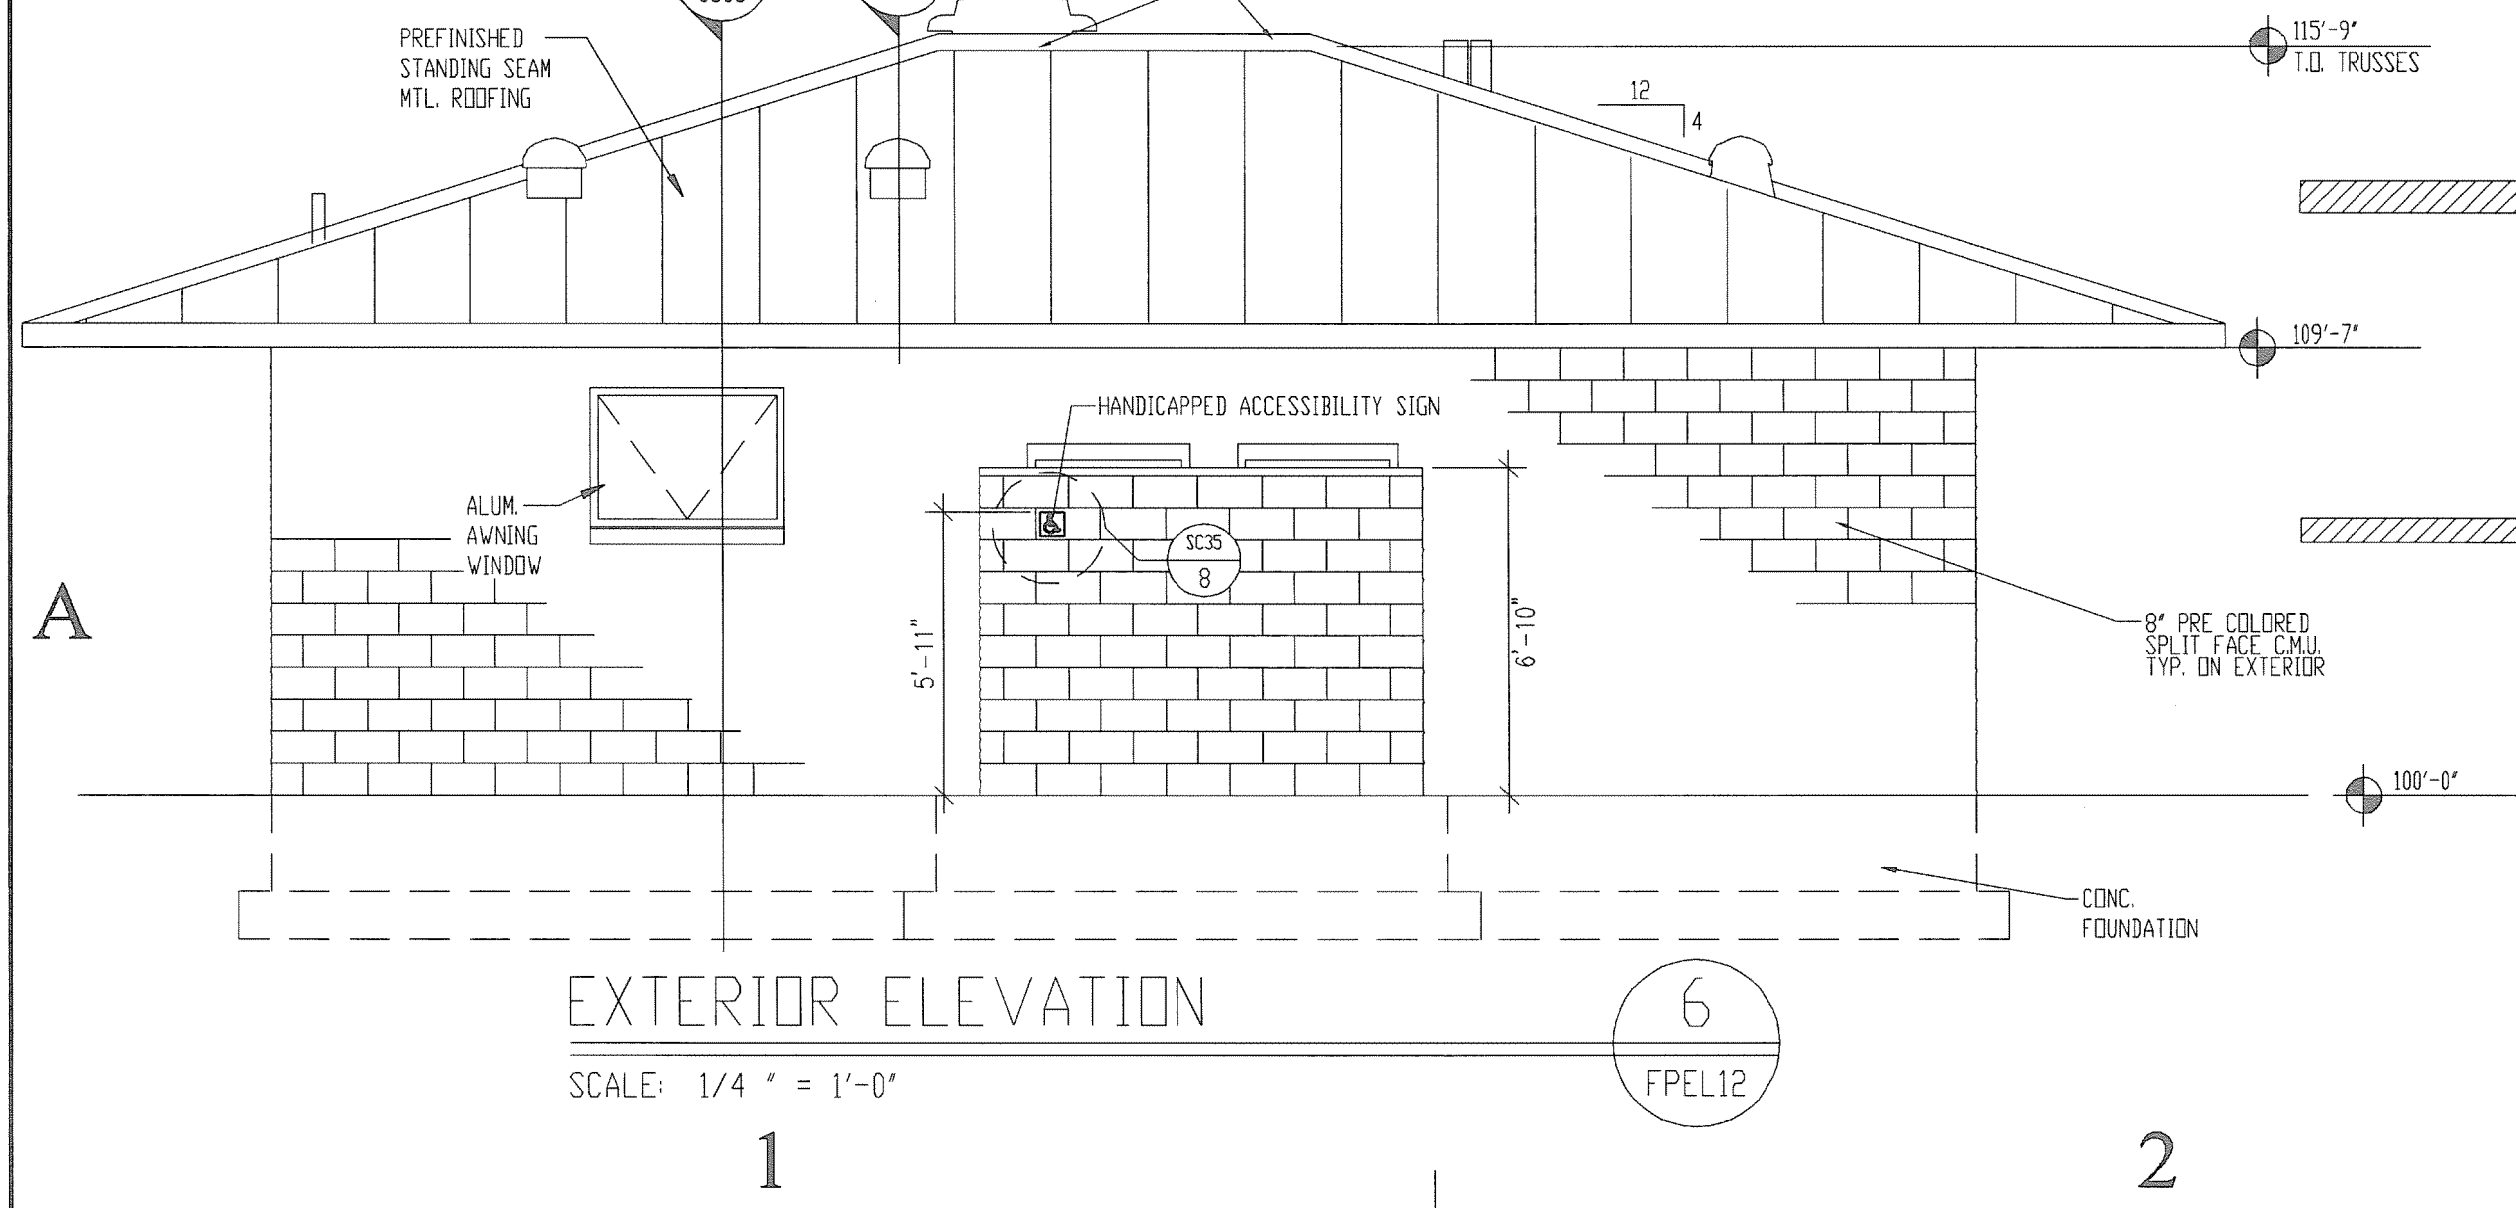 PREFINISHED
STANDING SEAM
MTL. ROOFING
115'-9"
T.O. TRUSSES
12
4
109'-7"
HANDICAPPED ACCESSIBILITY SIGN
ALUM.
AWNING
WINDOW
SC35
8
A
5'-11"
6'-10"
8" PRE COLORED
SPLIT FACE C.M.U.
TYP. ON EXTERIOR
100'-0"
CONC.
FOUNDATION
EXTERIOR ELEVATION
6
FPEL12
SCALE: 1/4 " = 1'-0"
1
2